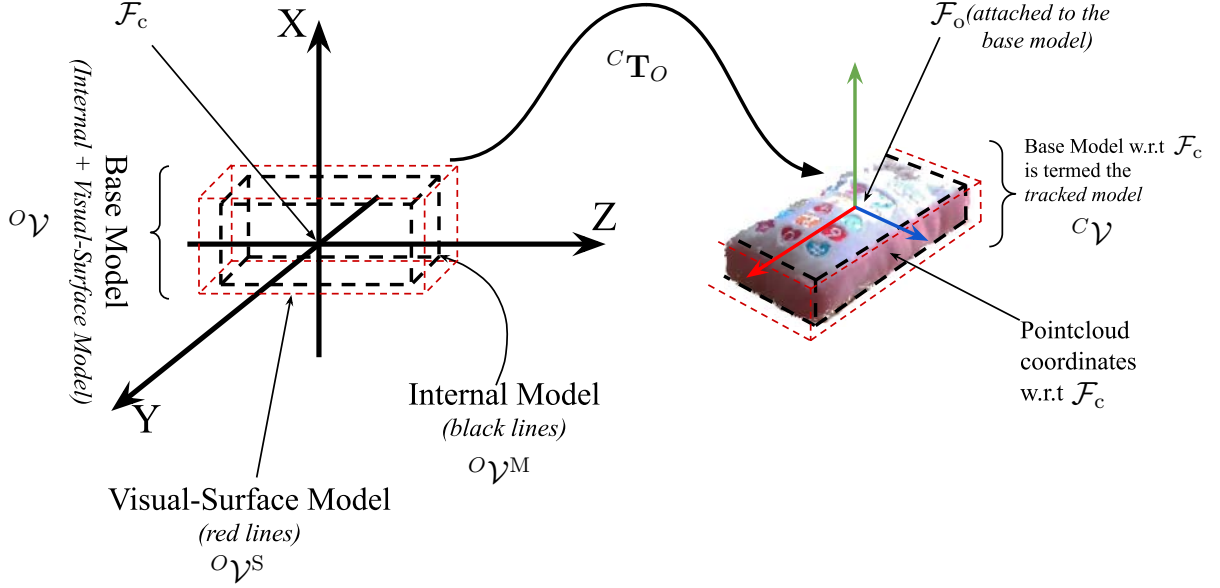 𝓕c
X
ᶜT_O
𝓕o (attached to the
base model)
(Internal + Visual-Surface Model)
Base Model
ᴼ𝒱
Z
Y
Base Model w.r.t 𝓕c
is termed the
tracked model
ᶜ𝒱
Internal Model
(black lines)
ᴼ𝒱ᴹ
Visual-Surface Model
(red lines)
ᴼ𝒱ˢ
Pointcloud
coordinates
w.r.t 𝓕c